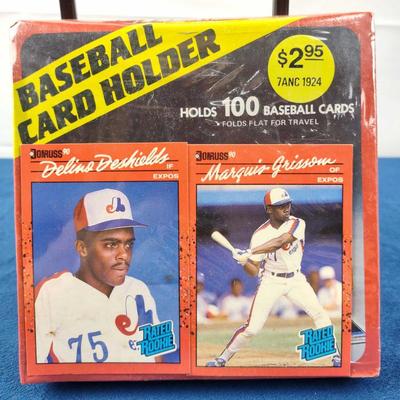 BASEBALL
CARD HOLDER
$2.95
7ANC 1924
HOLDS 100 BASEBALL CARDS
• FOLDS FLAT FOR TRAVEL
DONRUSS 90
Delino Deshields
IF
EXPOS
75
RATED
ROOKIE
DONRUSS 90
Marquis Grissom
OF
EXPOS
RATED
ROOKIE